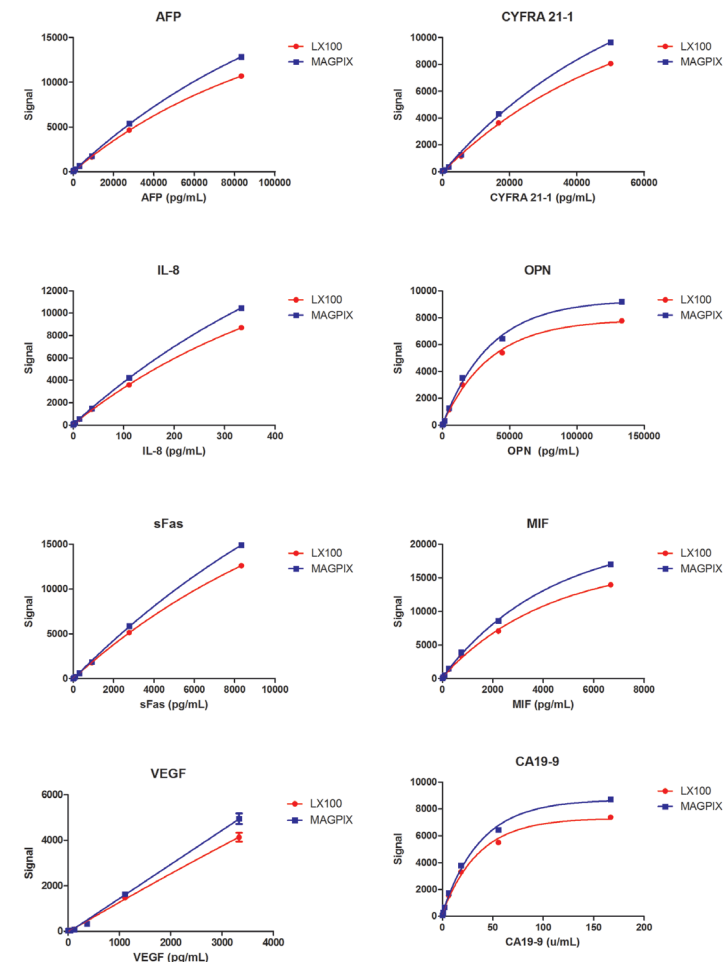 AFP
15000
10000
5000
0
Signal
0 20000 40000 60000 80000 100000
AFP (pg/mL)
LX100
MAGPIX
CYFRA 21-1
10000
8000
6000
4000
2000
0
Signal
0 20000 40000 60000
CYFRA 21-1 (pg/mL)
LX100
MAGPIX
IL-8
12000
10000
8000
6000
4000
2000
0
Signal
0 100 200 300 400
IL-8 (pg/mL)
LX100
MAGPIX
OPN
10000
8000
6000
4000
2000
0
Signal
0 50000 100000 150000
OPN (pg/mL)
LX100
MAGPIX
sFas
15000
10000
5000
0
Signal
0 2000 4000 6000 8000 10000
sFas (pg/mL)
LX100
MAGPIX
MIF
20000
15000
10000
5000
0
Signal
0 2000 4000 6000 8000
MIF (pg/mL)
LX100
MAGPIX
VEGF
6000
4000
2000
0
Signal
0 1000 2000 3000 4000
VEGF (pg/mL)
LX100
MAGPIX
CA19-9
10000
8000
6000
4000
2000
0
Signal
0 50 100 150 200
CA19-9 (u/mL)
LX100
MAGPIX